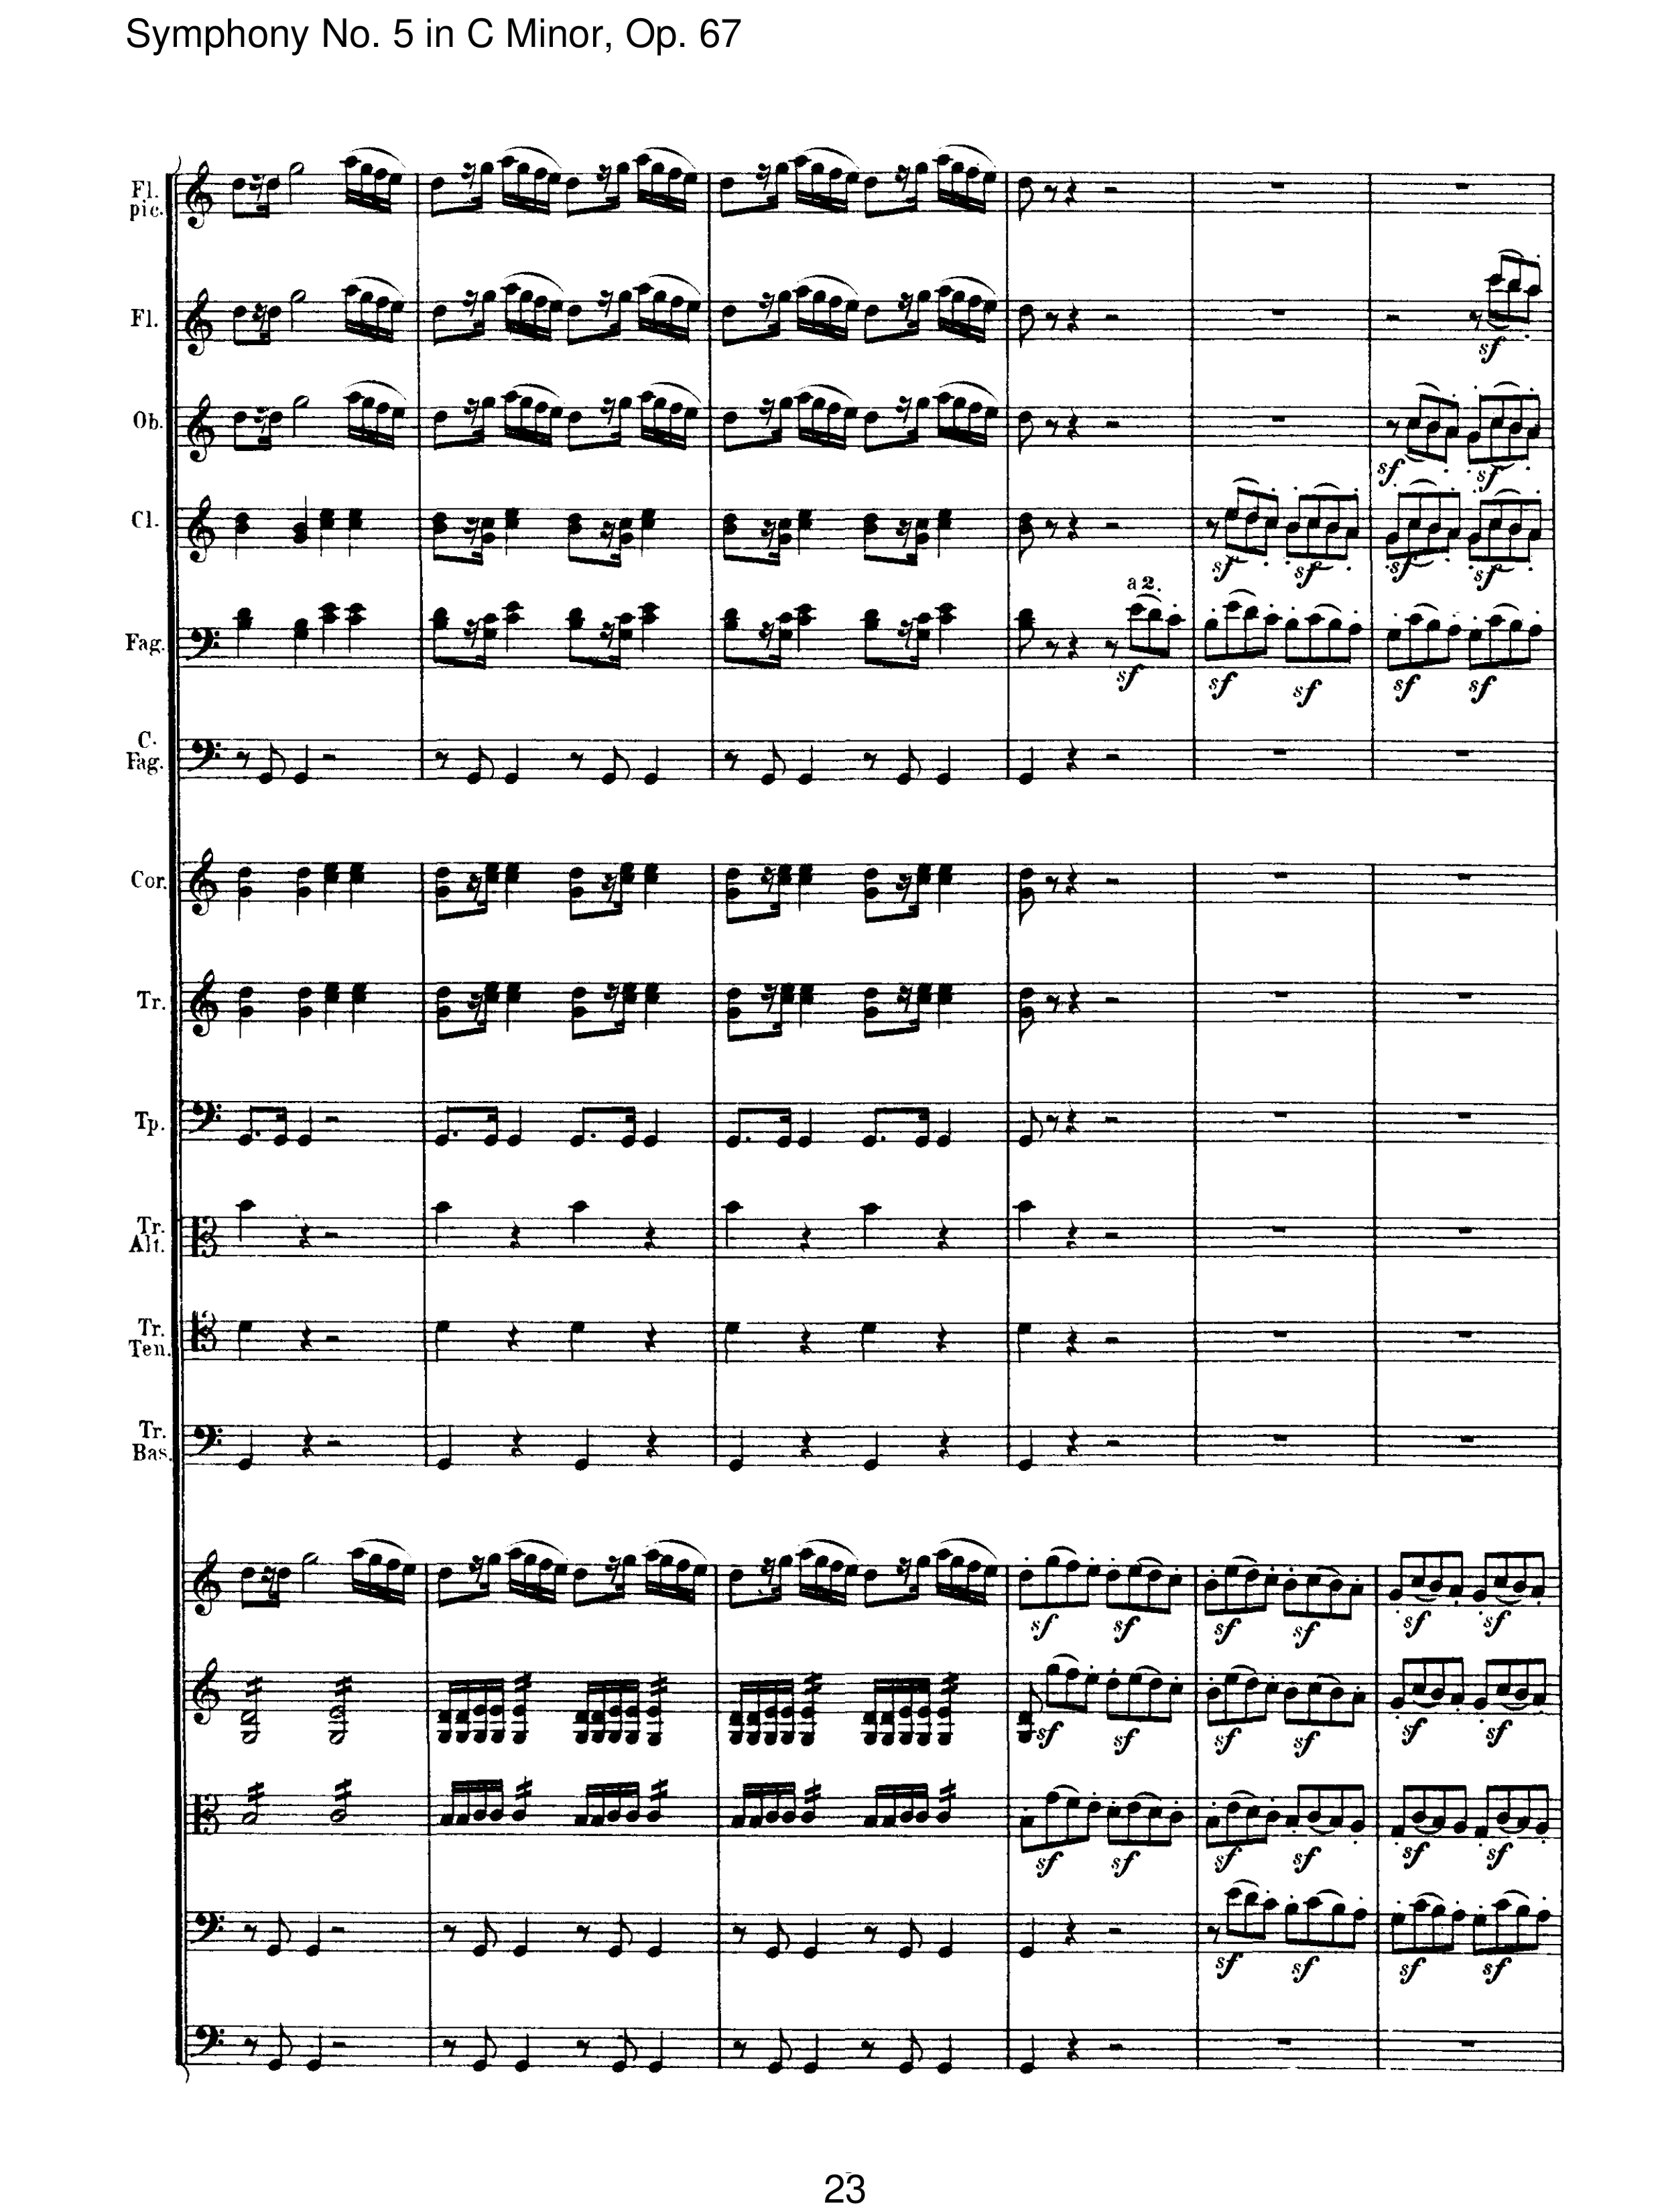 Symphony No. 5 in C Minor, Op. 67
Fl.
pic.
Fl.
sf
Ob.
sf sf
Cl.
sf sf sf sf
a 2.
Fag.
sf sf sf sf sf
C.
Fag.
Cor.
Tr.
Tp.
Tr.
Alt.
Tr.
Ten.
Tr.
Bas.
sf sf sf sf sf sf
sf sf sf sf sf sf
sf sf sf sf sf sf
sf sf sf sf
23